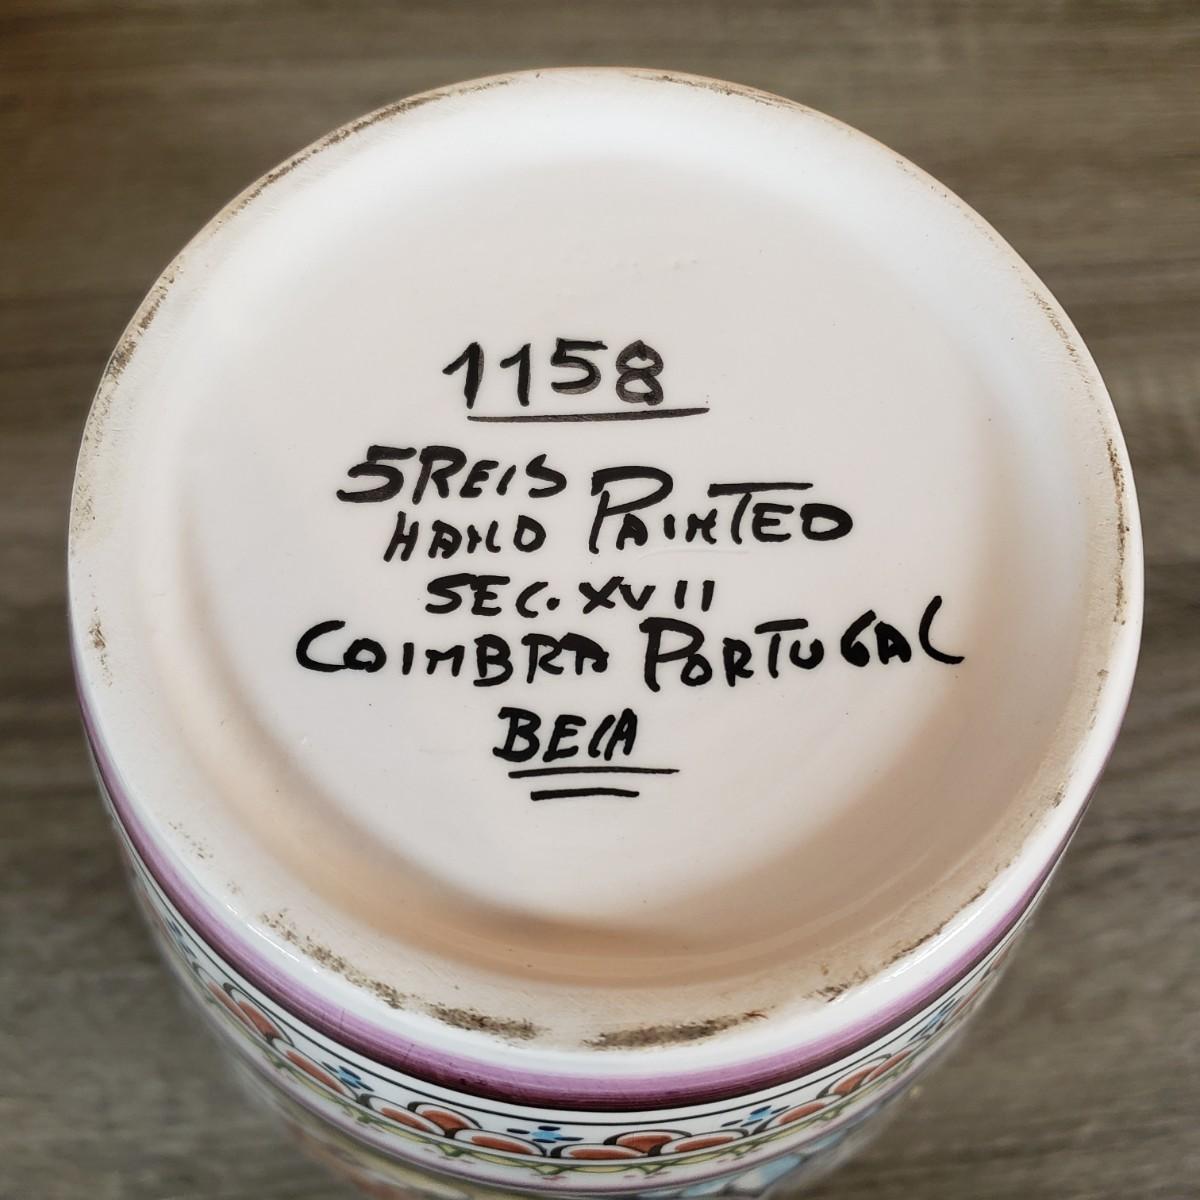 1158
5REIS
HAND PAINTED
SEC. XVII
COIMBRA PORTUGAL
BECA